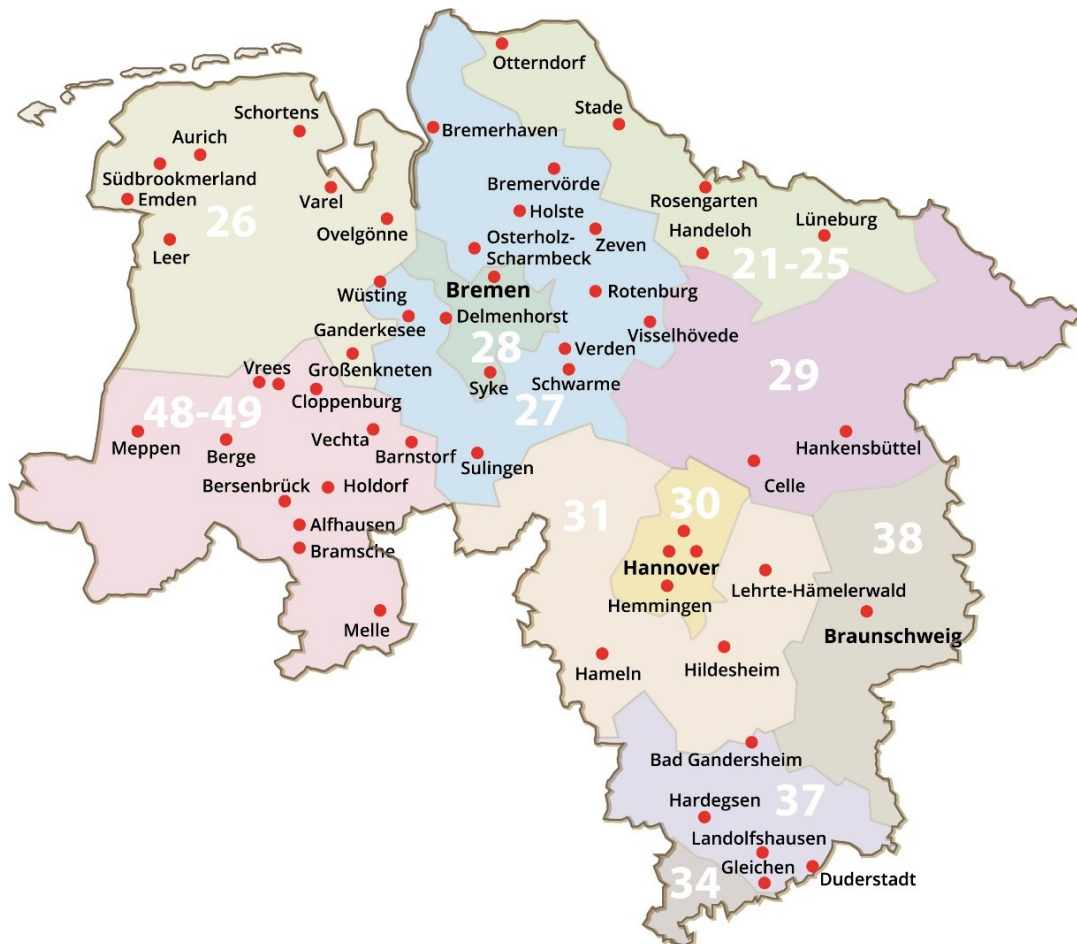 Otterndorf
Schortens
Stade
Bremerhaven
Aurich
Südbrookmerland
Bremervörde
Emden
Varel
Rosengarten
26
Holste
Lüneburg
Ovelgönne
Zeven
Handeloh
Leer
Osterholz-
Scharmbeck
21-25
Wüsting
Bremen
Rotenburg
Ganderkesee
Delmenhorst
Visselhövede
28
Verden
Großenkneten
Vrees
Syke
Schwarme
29
Cloppenburg
48-49
27
Meppen
Berge
Vechta
Barnstorf
Sulingen
Hankensbüttel
Bersenbrück
Holdorf
Celle
30
31
Alfhausen
38
Bramsche
Hannover
Lehrte-Hämelerwald
Hemmingen
Melle
Braunschweig
Hameln
Hildesheim
Bad Gandersheim
Hardegsen
37
Landolfshausen
Gleichen
34
Duderstadt